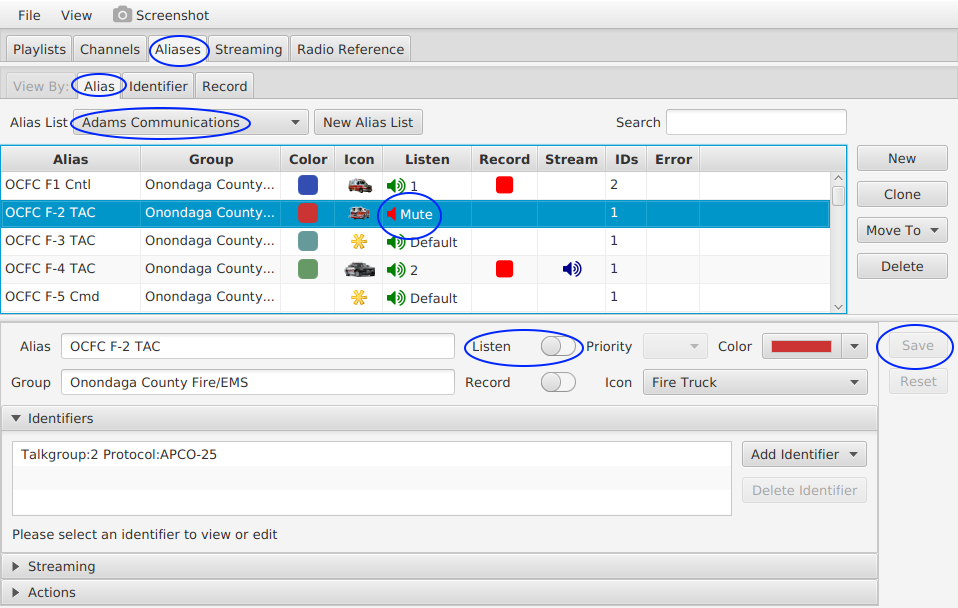 File View Screenshot
Playlists Channels Aliases Streaming Radio Reference
View By: Alias Identifier Record
Alias List Adams Communications New Alias List Search
Alias Group Color Icon Listen Record Stream IDs Error New
OCFC F1 Cntl Onondaga County... 1 2
Clone
OCFC F-2 TAC Onondaga County... Mute 1
Move To
OCFC F-3 TAC Onondaga County... Default 1
OCFC F-4 TAC Onondaga County... 2 1 Delete
OCFC F-5 Cmd Onondaga County... Default 1
Alias OCFC F-2 TAC Listen Priority Color Save
Group Onondaga County Fire/EMS Record Icon Fire Truck Reset
Identifiers
Talkgroup:2 Protocol:APCO-25 Add Identifier
Delete Identifier
Please select an identifier to view or edit
Streaming
Actions